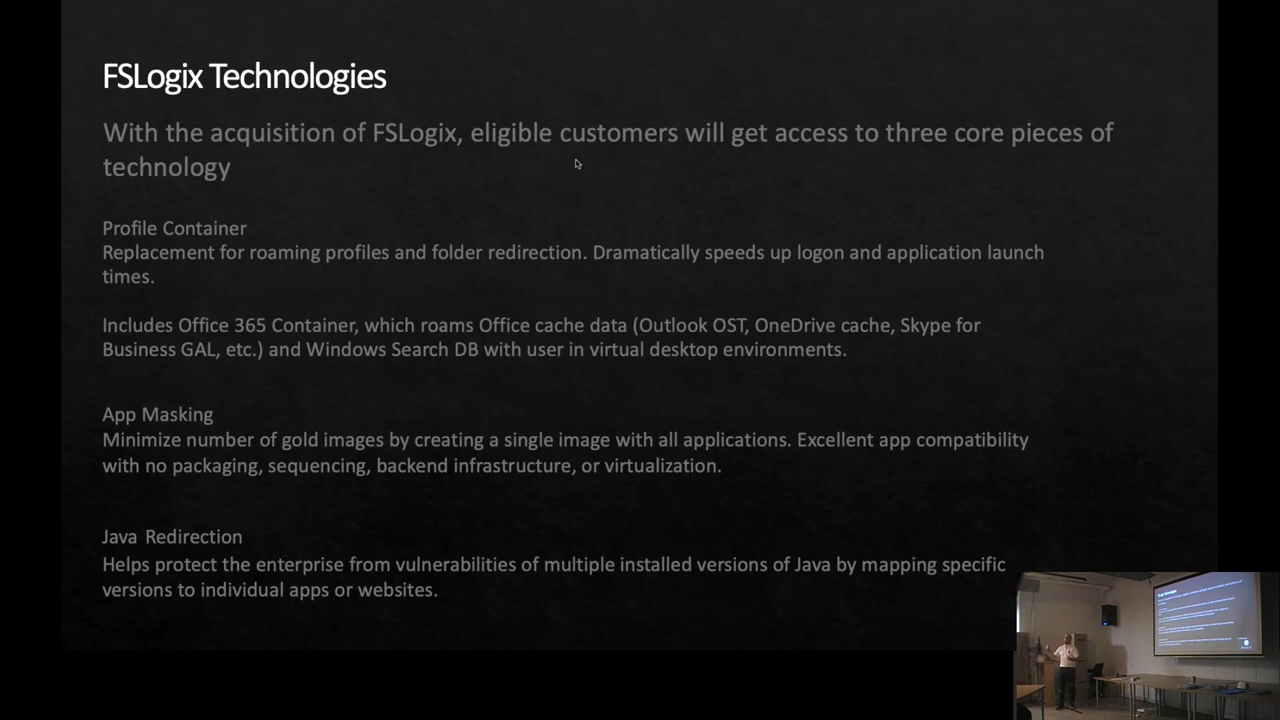 FSLogix Technologies
With the acquisition of FSLogix, eligible customers will get access to three core pieces of
technology
Profile Container
Replacement for roaming profiles and folder redirection. Dramatically speeds up logon and application launch
times.
Includes Office 365 Container, which roams Office cache data (Outlook OST, OneDrive cache, Skype for
Business GAL, etc.) and Windows Search DB with user in virtual desktop environments.
App Masking
Minimize number of gold images by creating a single image with all applications. Excellent app compatibility
with no packaging, sequencing, backend infrastructure, or virtualization.
Java Redirection
Helps protect the enterprise from vulnerabilities of multiple installed versions of Java by mapping specific
versions to individual apps or websites.